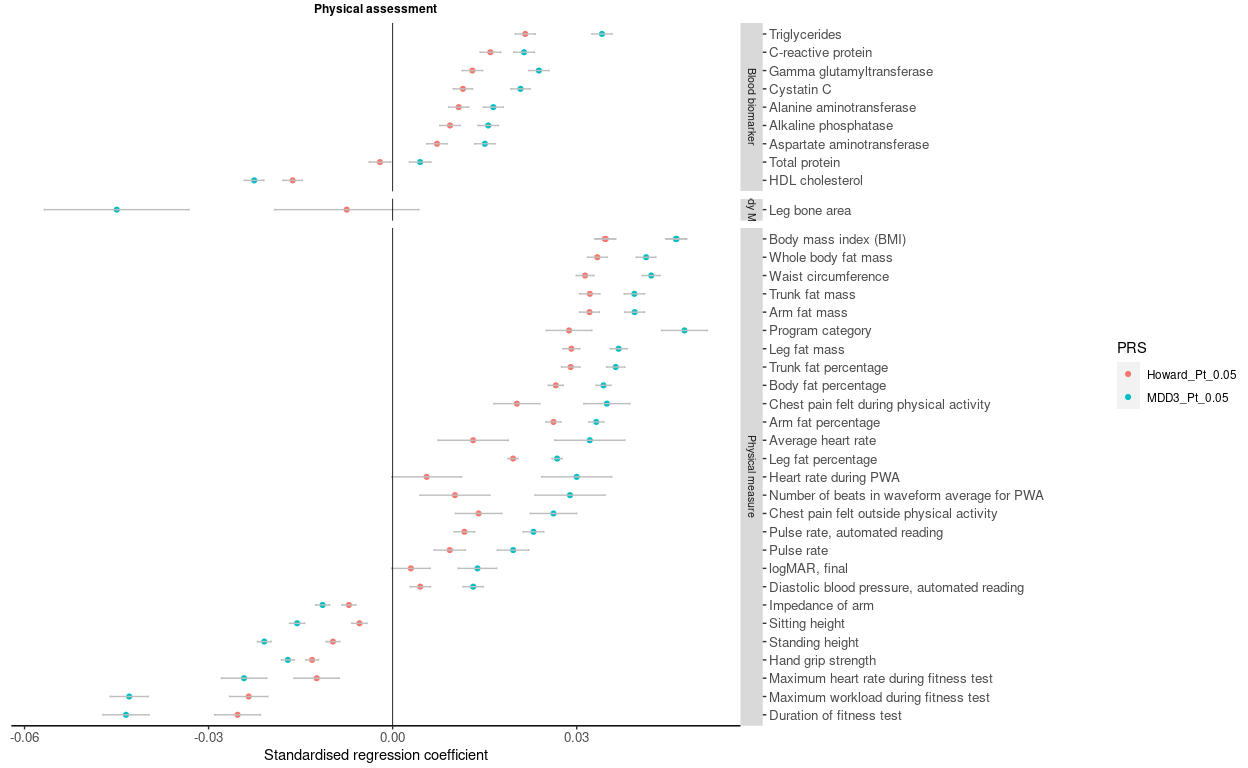 Physical assessment
Blood biomarker
Triglycerides
C-reactive protein
Gamma glutamyltransferase
Cystatin C
Alanine aminotransferase
Alkaline phosphatase
Aspartate aminotransferase
Total protein
HDL cholesterol
dy M
Leg bone area
Physical measure
Body mass index (BMI)
Whole body fat mass
Waist circumference
Trunk fat mass
Arm fat mass
Program category
Leg fat mass
Trunk fat percentage
Body fat percentage
Chest pain felt during physical activity
Arm fat percentage
Average heart rate
Leg fat percentage
Heart rate during PWA
Number of beats in waveform average for PWA
Chest pain felt outside physical activity
Pulse rate, automated reading
Pulse rate
logMAR, final
Diastolic blood pressure, automated reading
Impedance of arm
Sitting height
Standing height
Hand grip strength
Maximum heart rate during fitness test
Maximum workload during fitness test
Duration of fitness test
-0.06 -0.03 0.00 0.03
Standardised regression coefficient
PRS
Howard_Pt_0.05
MDD3_Pt_0.05